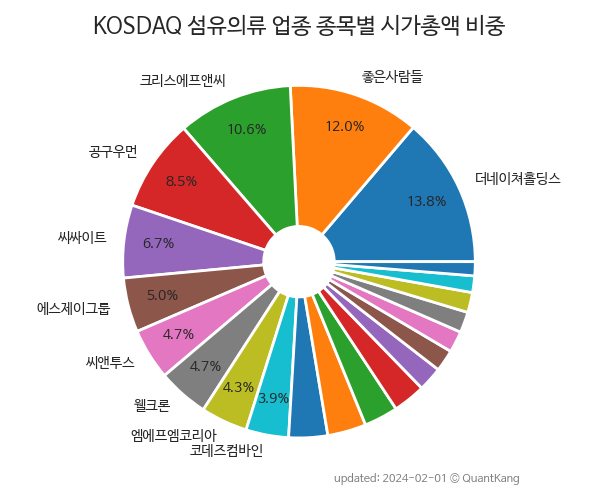 KOSDAQ 섬유의류 업종 종목별 시가총액 비중
좋은사람들
크리스에프앤씨
12.0%
10.6%
공구우먼
8.5%
더네이쳐홀딩스
13.8%
씨싸이트
6.7%
에스제이그룹
5.0%
4.7%
씨앤투스
4.7%
4.3%
3.9%
웰크론
엠에프엠코리아
코데즈컴바인
updated: 2024-02-01 © QuantKang